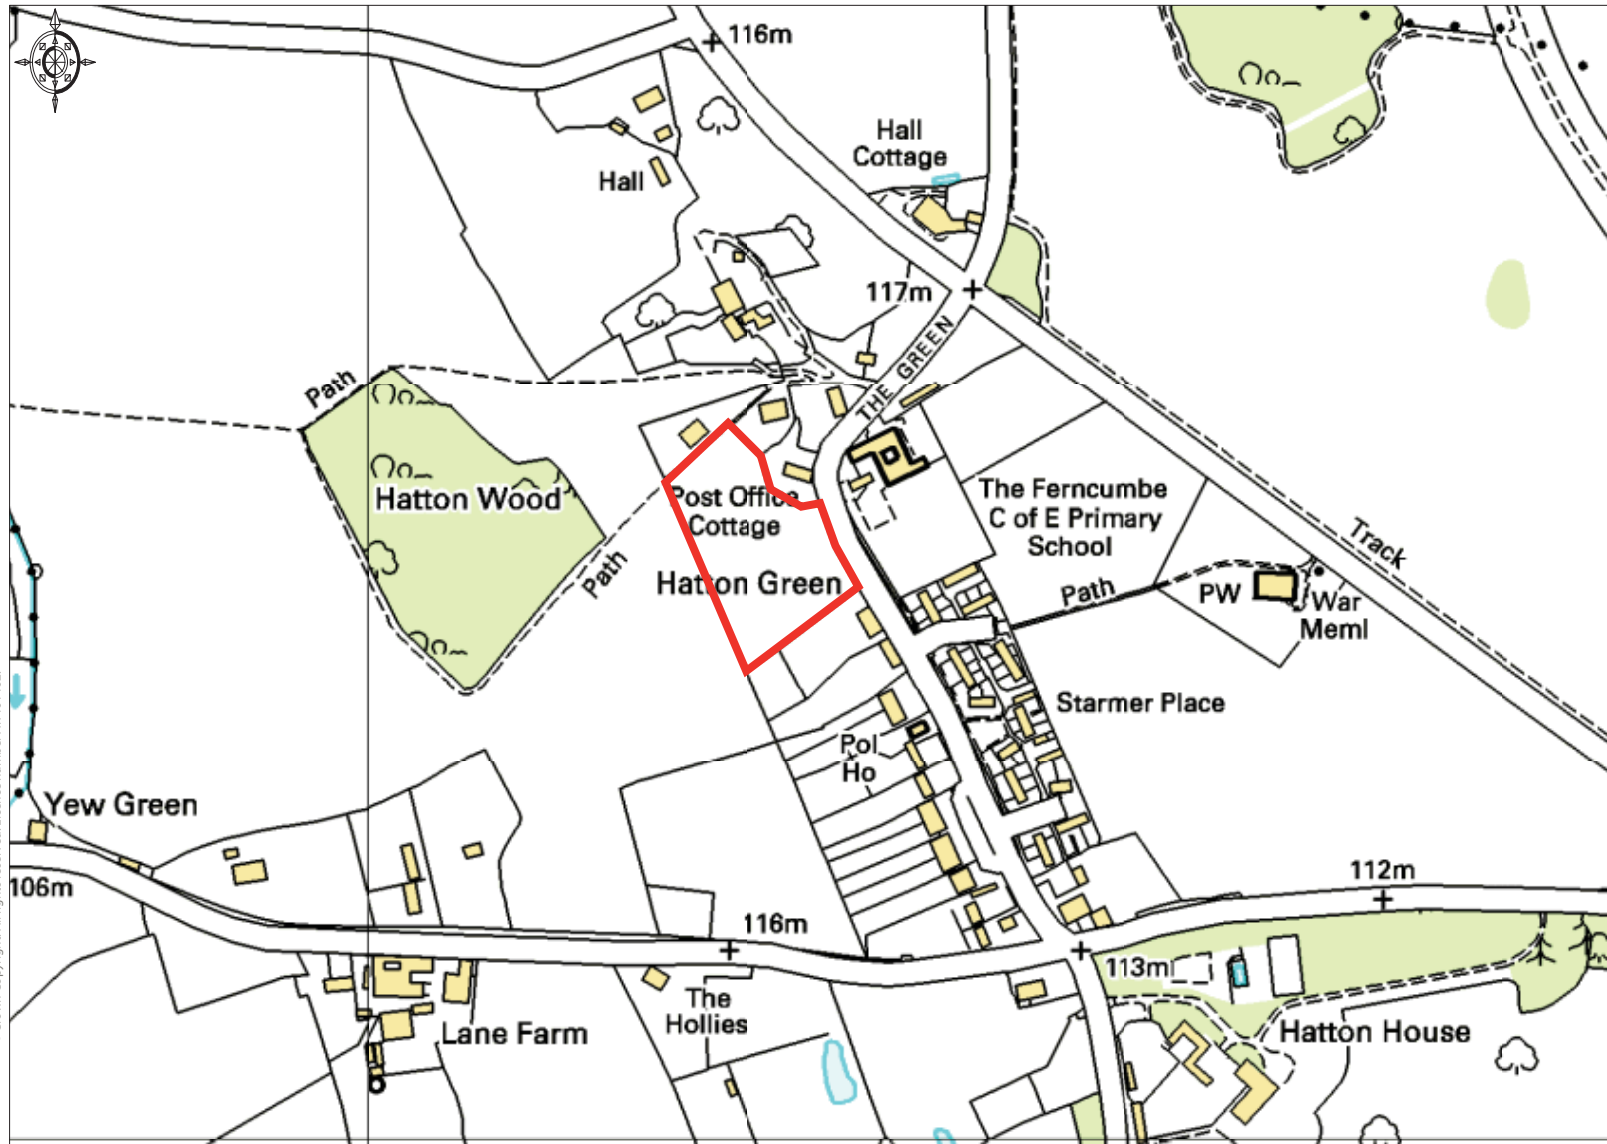 116m
Hall
Cottage
Hall
117m
THE GREEN
Path
Hatton Wood
Post Office
Cottage
The Ferncumbe
C of E Primary
School
Track
Path
Hatton Green
Path
PW
War
Meml
Starmer Place
Pol
Ho
Yew Green
106m
112m
116m
113m
The
Hollies
Lane Farm
Hatton House